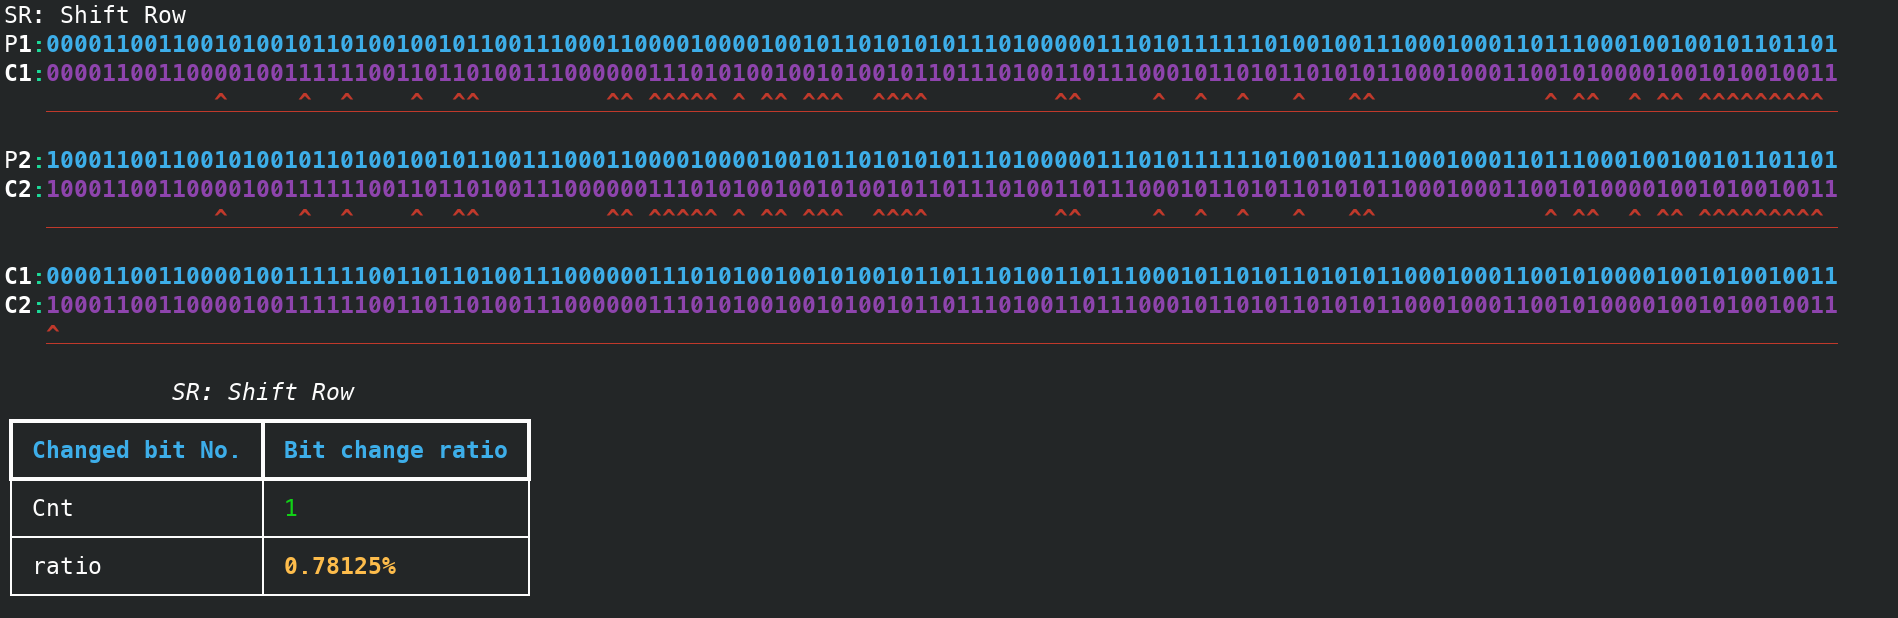 SR: Shift Row
P1:00001100110010100101101001001011001110001100001000010010110101010111010000011101011111101001001110001000110111000100100101101101
C1:00001100110000100111111001101101001110000001110101001001010010110111010011011100010110101101010110001000110010100001001010010011
^     ^  ^    ^  ^^         ^^ ^^^^^ ^ ^^ ^^^  ^^^^         ^^     ^  ^  ^   ^   ^^            ^ ^^  ^ ^^ ^^^^^^^^^
P2:10001100110010100101101001001011001110001100001000010010110101010111010000011101011111101001001110001000110111000100100101101101
C2:10001100110000100111111001101101001110000001110101001001010010110111010011011100010110101101010110001000110010100001001010010011
^     ^  ^    ^  ^^         ^^ ^^^^^ ^ ^^ ^^^  ^^^^         ^^     ^  ^  ^   ^   ^^            ^ ^^  ^ ^^ ^^^^^^^^^
C1:00001100110000100111111001101101001110000001110101001001010010110111010011011100010110101101010110001000110010100001001010010011
C2:10001100110000100111111001101101001110000001110101001001010010110111010011011100010110101101010110001000110010100001001010010011
^
SR: Shift Row
Changed bit No. Bit change ratio
Cnt 1
ratio 0.78125%